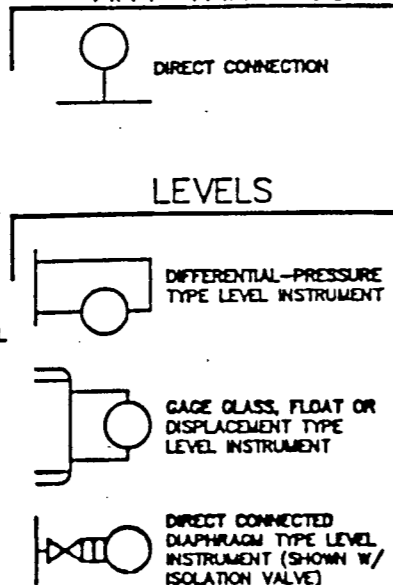 DIRECT CONNECTION
LEVELS
DIFFERENTIAL-PRESSURE
TYPE LEVEL INSTRUMENT
GAGE GLASS, FLOAT OR
DISPLACEMENT TYPE
LEVEL INSTRUMENT
DIRECT CONNECTED
DIAPHRAGM TYPE LEVEL
INSTRUMENT (SHOWN W/
ISOLATION VALVE)